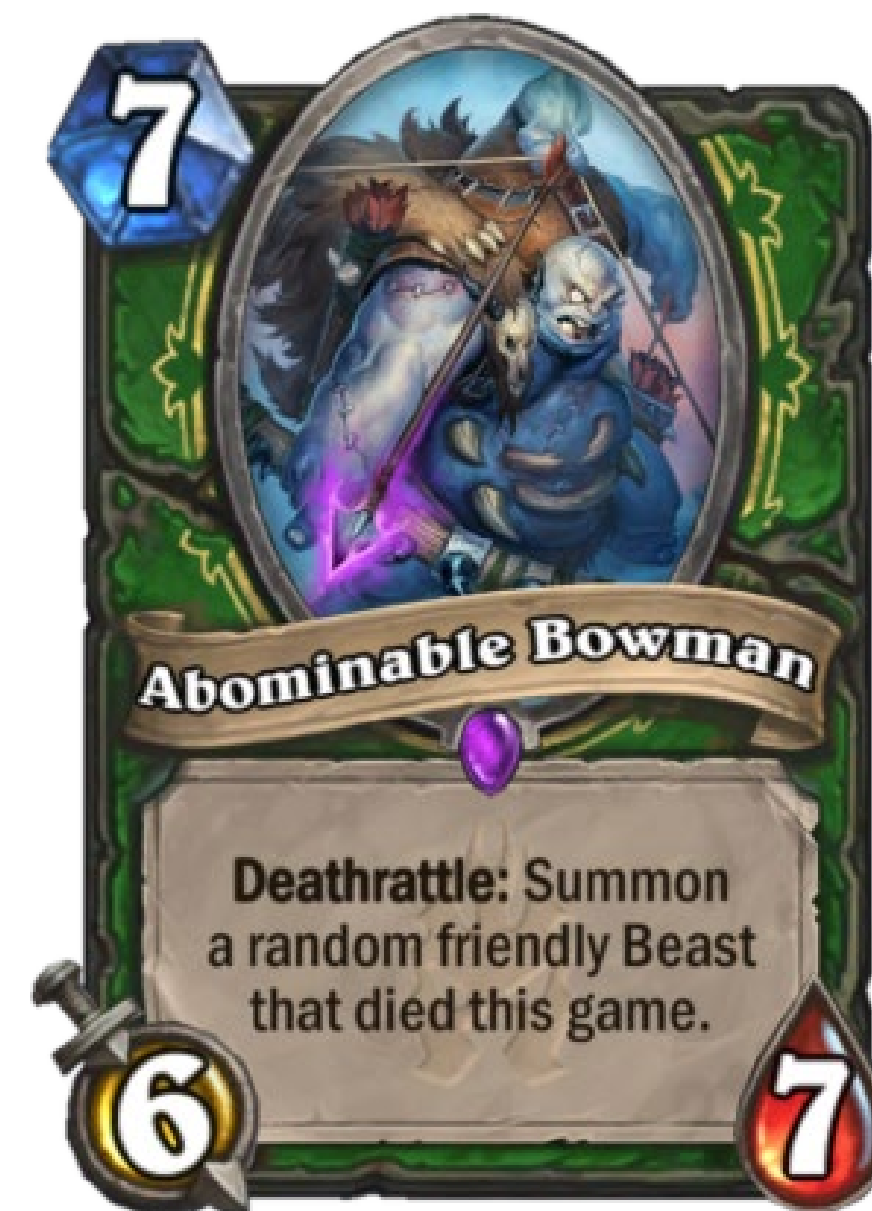 7
Abominable Bowman
Deathrattle: Summon
a random friendly Beast
that died this game.
6
7